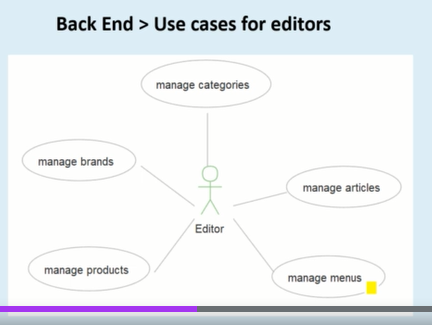 Back End > Use cases for editors
manage categories
manage brands
manage articles
Editor
manage products
manage menus